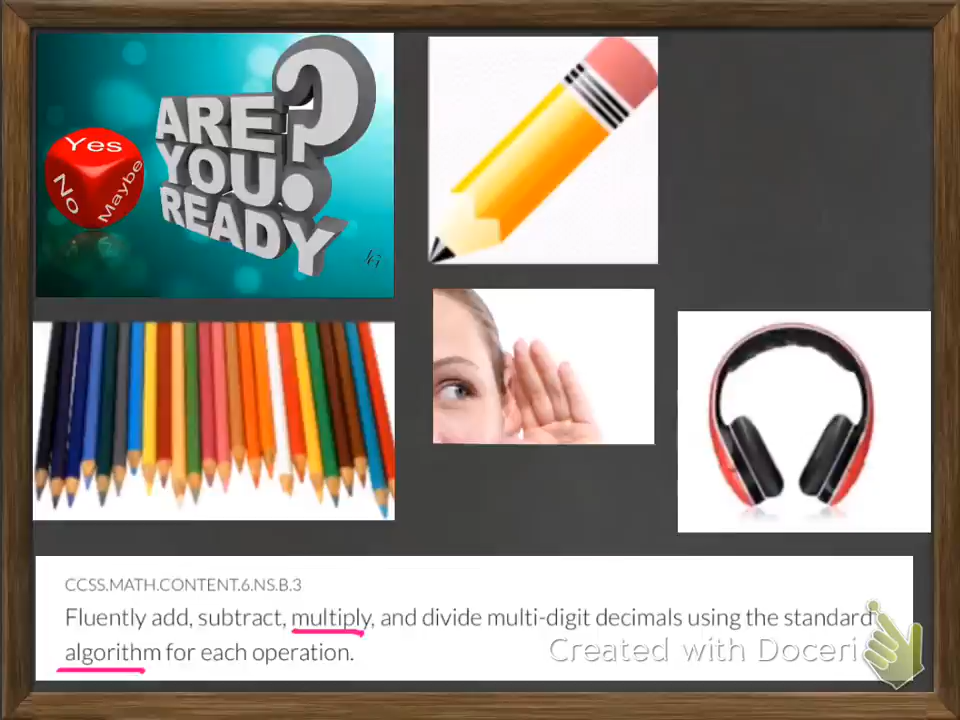 ARE
YOU
READY
?
Yes
No
Maybe
CCSS.MATH.CONTENT.6.NS.B.3
Fluently add, subtract, multiply, and divide multi-digit decimals using the standard
algorithm for each operation.
Created with Doceri